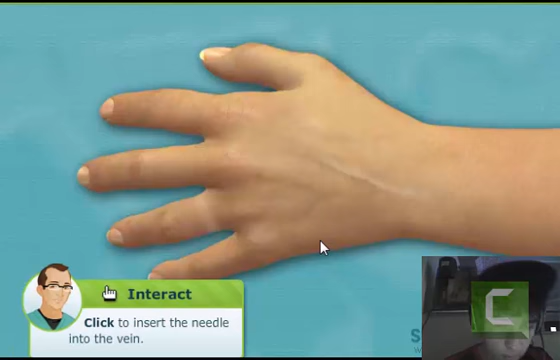 Interact
Click to insert the needle
into the vein.